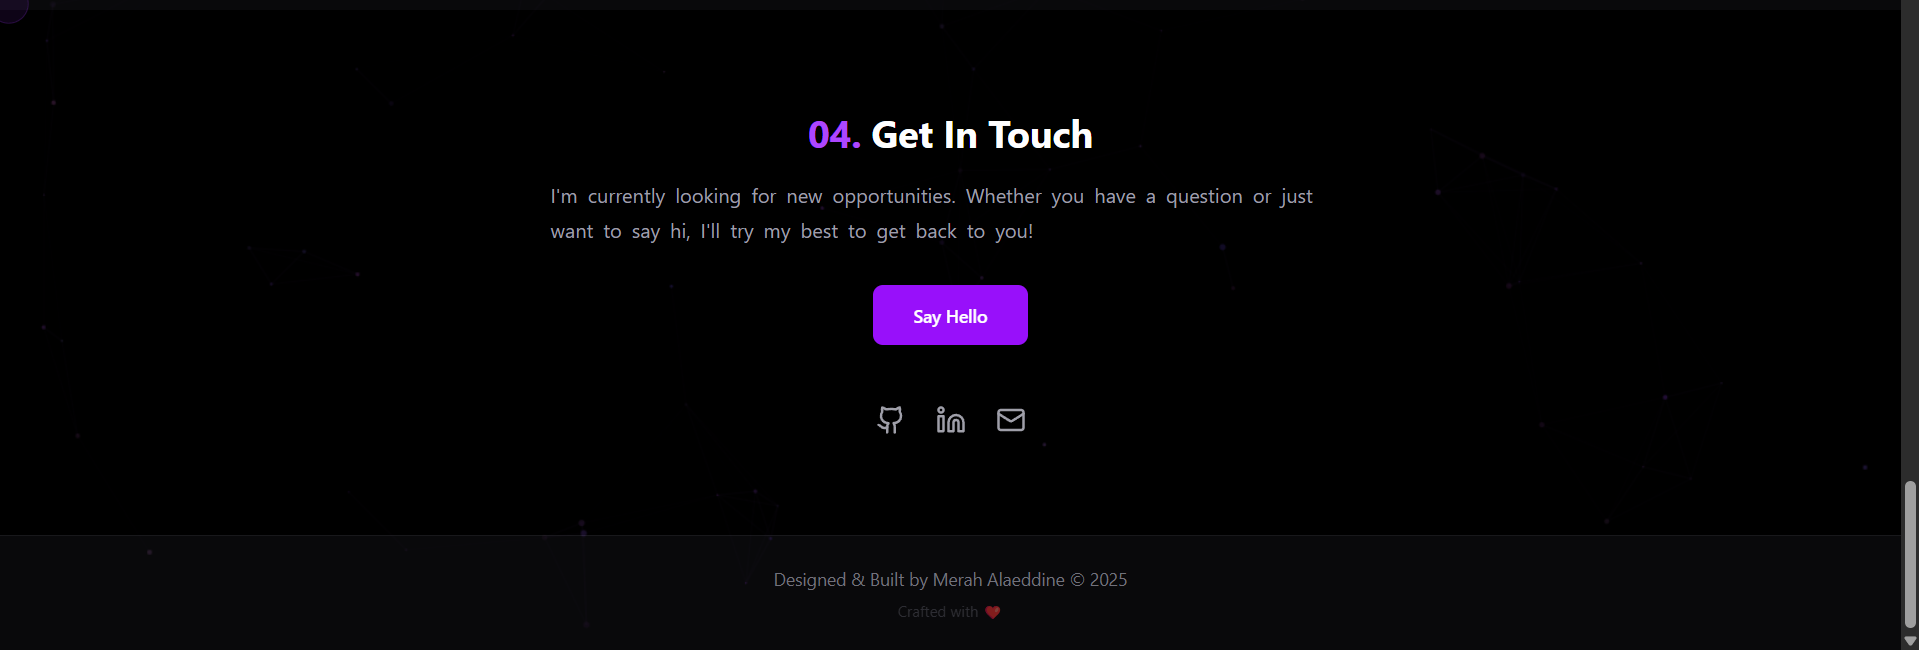 04. Get In Touch
I'm currently looking for new opportunities. Whether you have a question or just
want to say hi, I'll try my best to get back to you!
Say Hello
Designed & Built by Merah Alaeddine © 2025
Crafted with ❤️